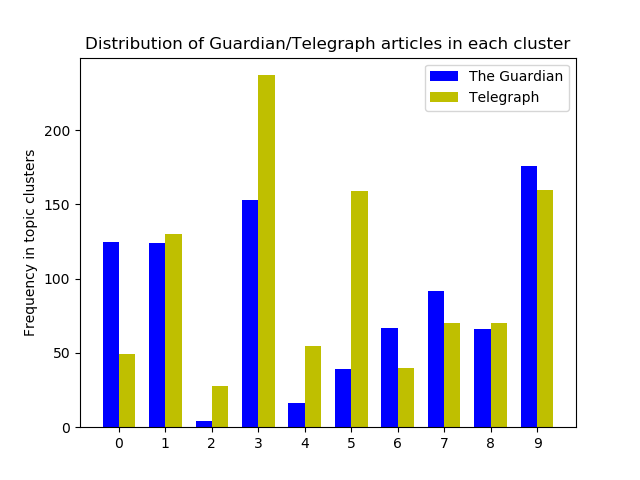 Distribution of Guardian/Telegraph articles in each cluster
The Guardian
Telegraph
Frequency in topic clusters
200
150
100
50
0
0 1 2 3 4 5 6 7 8 9